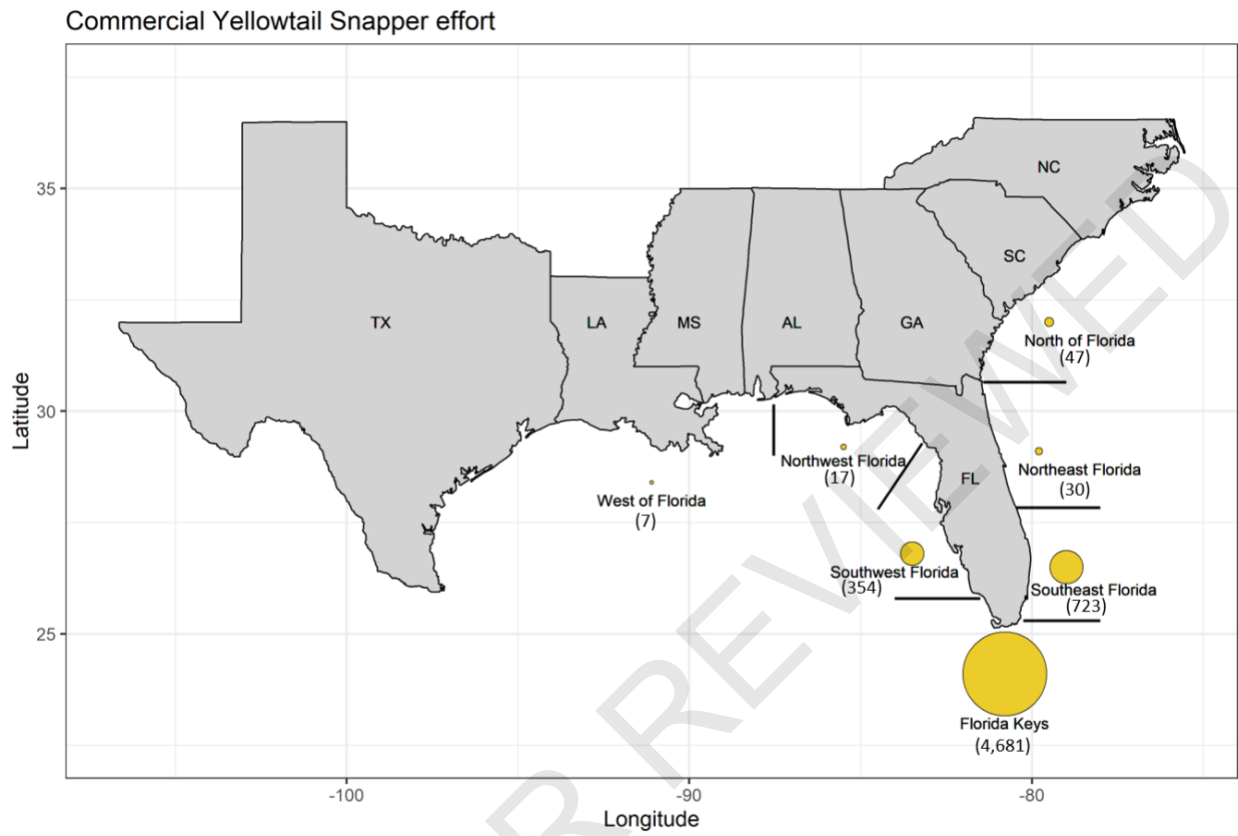 Commercial Yellowtail Snapper effort
35
30
25
Latitude
NC
SC
TX
LA
MS
AL
GA
North of Florida
(47)
Northwest Florida
(17)
Northeast Florida
(30)
FL
West of Florida
(7)
Southwest Florida
(354)
Southeast Florida
(723)
Florida Keys
(4,681)
-100
-90
-80
Longitude
R REVIEWED